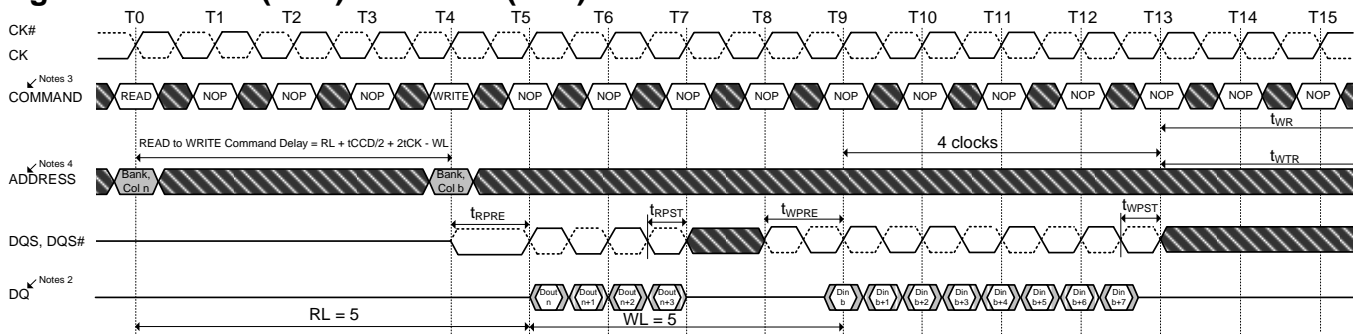 T0 T1 T2 T3 T4 T5 T6 T7 T8 T9 T10 T11 T12 T13 T14 T15
CK#
CK
Notes 3
COMMAND
READ NOP NOP NOP WRITE NOP NOP NOP NOP NOP NOP NOP NOP NOP NOP NOP
tWR
READ to WRITE Command Delay = RL + tCCD/2 + 2tCK - WL
4 clocks
Notes 4
ADDRESS
Bank, Col n
Bank, Col b
tWTR
tRPRE tRPST tWPRE tWPST
DQS, DQS#
Notes 2
DQ
Dout n Dout n+1 Dout n+2 Dout n+3 Din b Din b+1 Din b+2 Din b+3 Din b+4 Din b+5 Din b+6 Din b+7
RL = 5 WL = 5